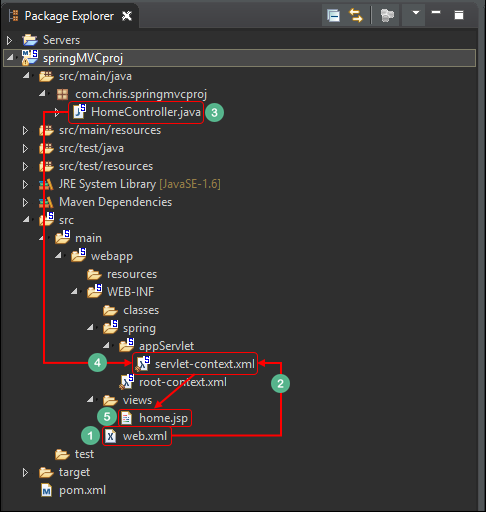 Package Explorer
Servers
springMVCproj
src/main/java
com.chris.springmvcproj
HomeController.java 3
src/main/resources
src/test/java
src/test/resources
JRE System Library [JavaSE-1.6]
Maven Dependencies
src
main
webapp
resources
WEB-INF
classes
spring
appServlet
4 servlet-context.xml
root-context.xml 2
views
5 home.jsp
1 web.xml
test
target
pom.xml